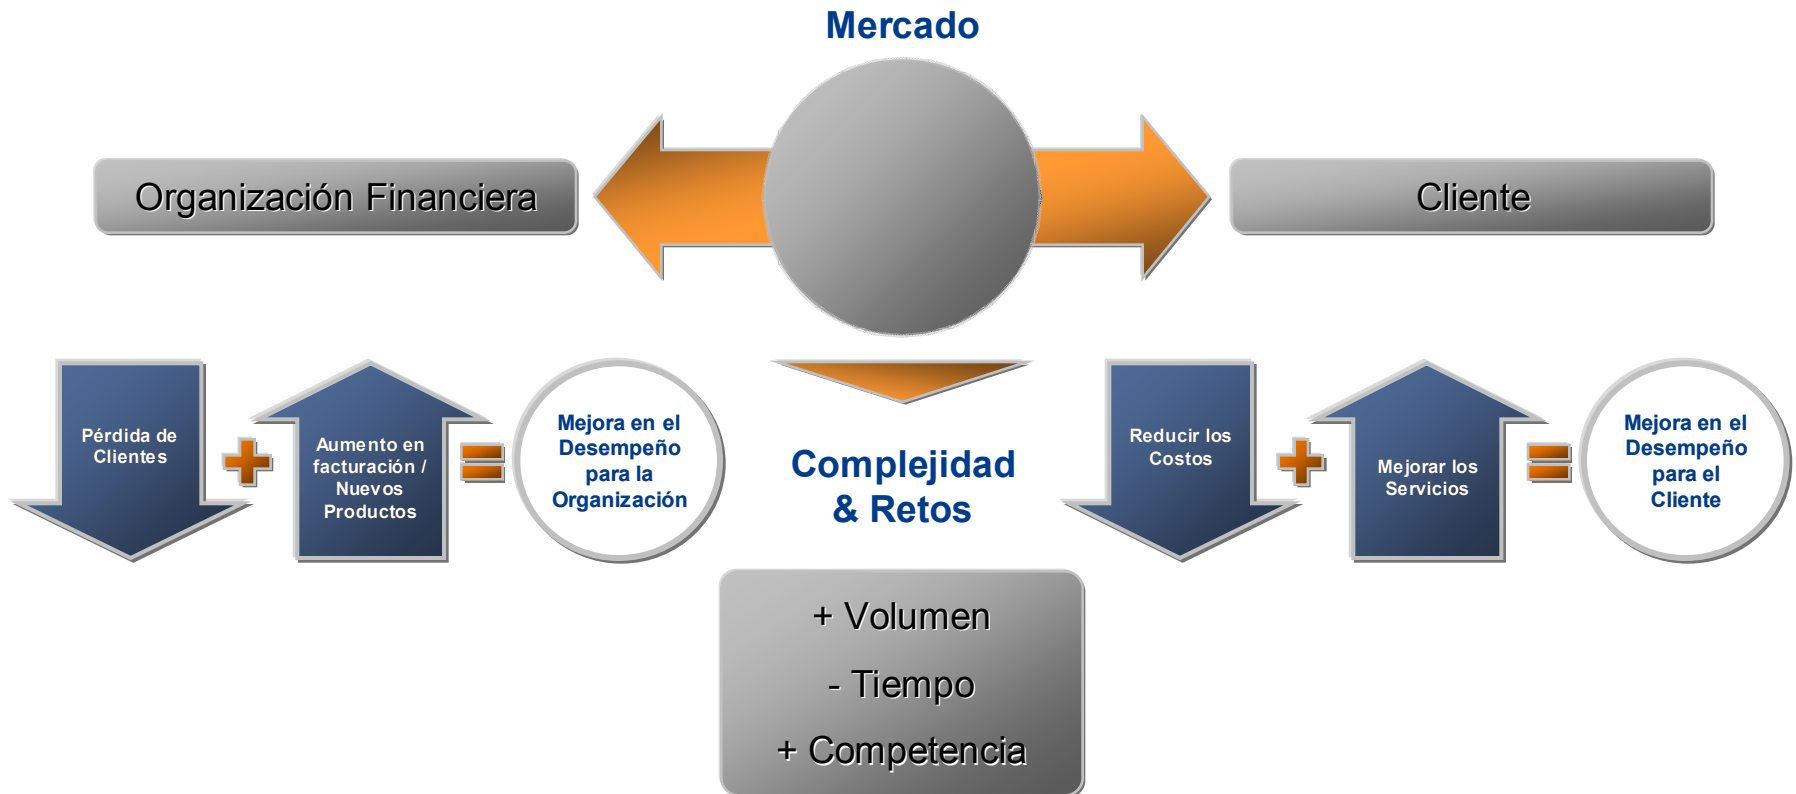 Mercado
Organización Financiera
Cliente
Pérdida de
Clientes
Aumento en
facturación /
Nuevos
Productos
Mejora en el
Desempeño
para la
Organización
Complejidad
& Retos
Reducir los
Costos
Mejorar los
Servicios
Mejora en el
Desempeño
para el
Cliente
+ Volumen
- Tiempo
+ Competencia